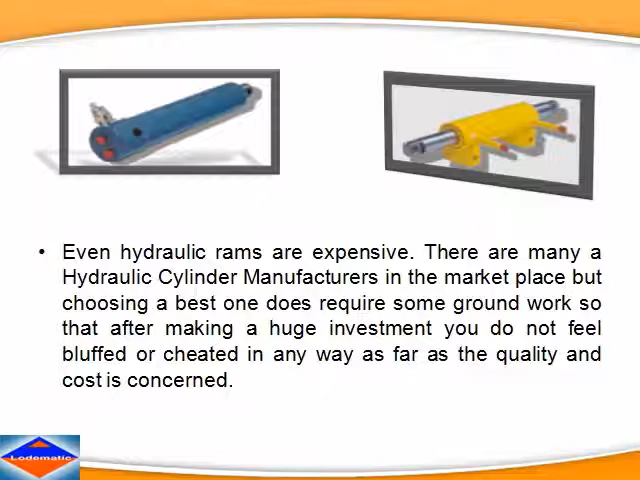 • Even hydraulic rams are expensive. There are many a
Hydraulic Cylinder Manufacturers in the market place but
choosing a best one does require some ground work so
that after making a huge investment you do not feel
bluffed or cheated in any way as far as the quality and
cost is concerned.
Lodematic